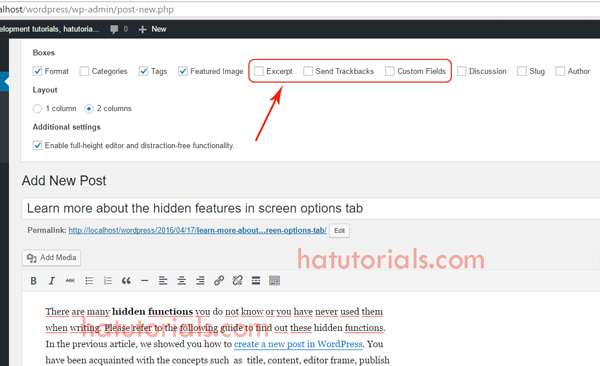 alhost/wordpress/wp-admin/post-new.php
elopment tutorials, hatutoria... 0 + New
Boxes
Format Categories Tags Featured Image Excerpt Send Trackbacks Custom Fields Discussion Slug Author
Layout
1 column 2 columns
Additional settings
Enable full-height editor and distraction-free functionality.
Add New Post
Learn more about the hidden features in screen options tab
Permalink: http://localhost/wordpress/2016/04/17/learn-more-about…reen-options-tab/ Edit
Add Media
hatutorials.com
B I ABC
There are many hidden functions you do not know or you have never used them
when writing. Please refer to the following guide to find out these hidden functions.
hatutorials.com
In the previous article, we showed you how to create a new post in WordPress. You
have been acquainted with the concepts such as title, content, editor frame, publish